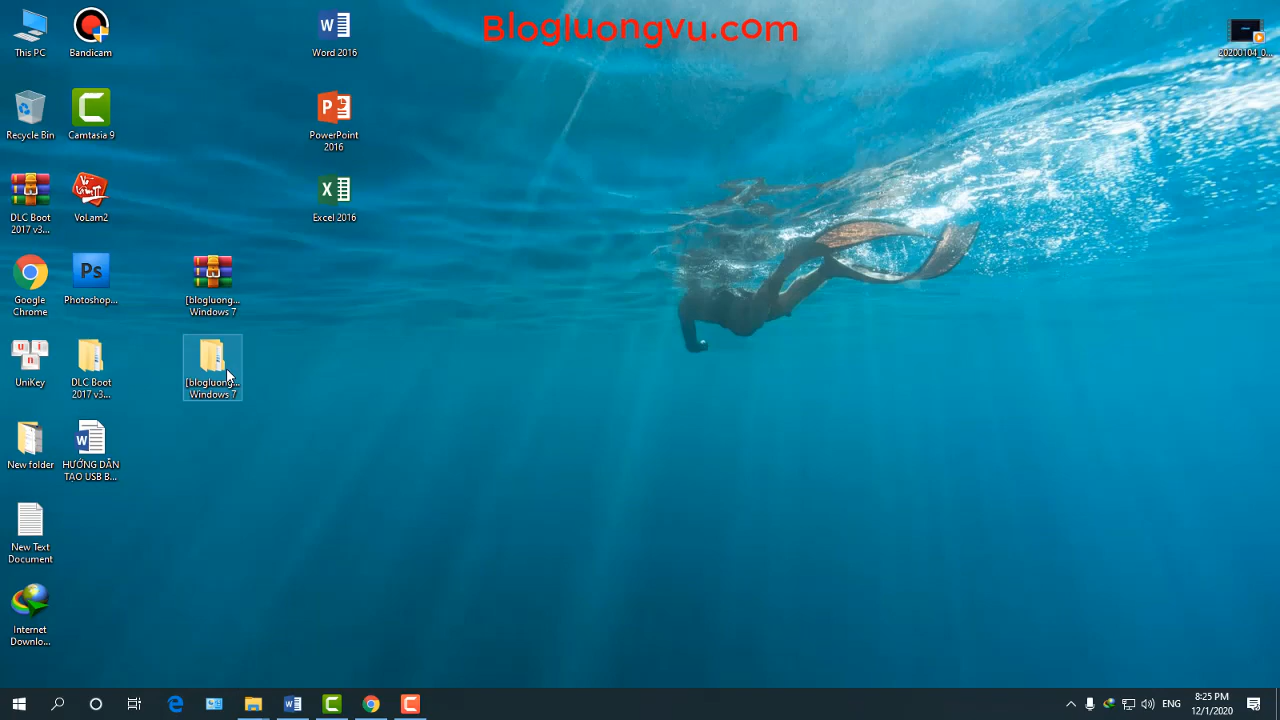 Blogluongvu.com
This PC
Bandicam
Word 2016
20200104_0...
Recycle Bin
Camtasia 9
PowerPoint
2016
DLC Boot
2017 v3...
VoLam2
Excel 2016
Google
Chrome
Photoshop...
[blogluong...
Windows 7
UniKey
DLC Boot
2017 v3...
[blogluong...
Windows 7
New folder
HƯỚNG DẪN
TẠO USB B...
New Text
Document
Internet
Downlo...
ENG
8:25 PM
12/1/2020